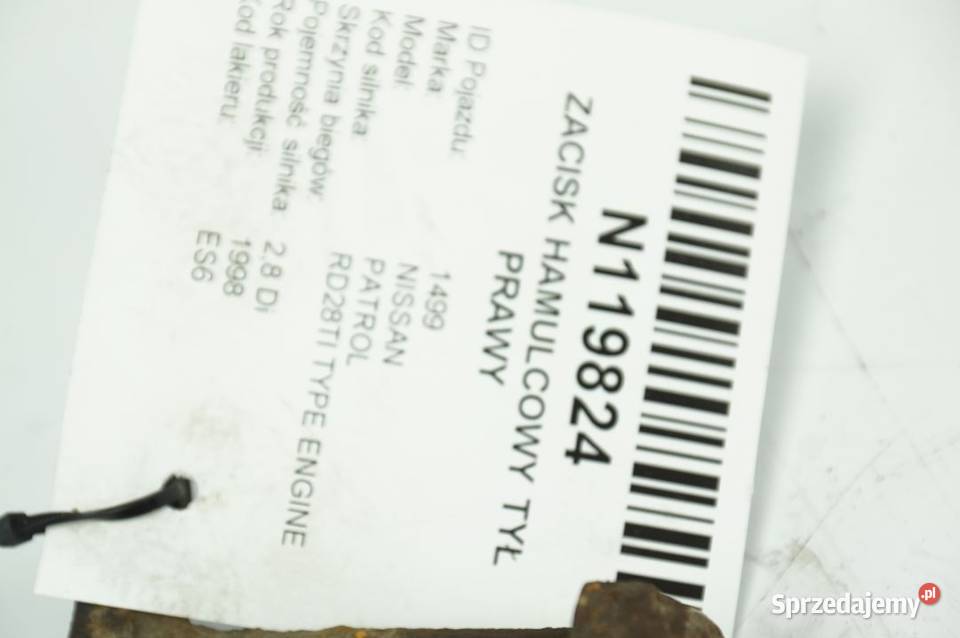 N119824
ZACISK HAMULCOWY TYŁ
PRAWY
ID Pojazdu: 1499
Marka: NISSAN
Model: PATROL
Kod silnika: RD28TI TYPE ENGINE
Skrzynia biegów:
Pojemność silnika: 2,8 Di
Rok produkcji: 1998
Kod lakieru: ES6
Sprzedajemy.pl